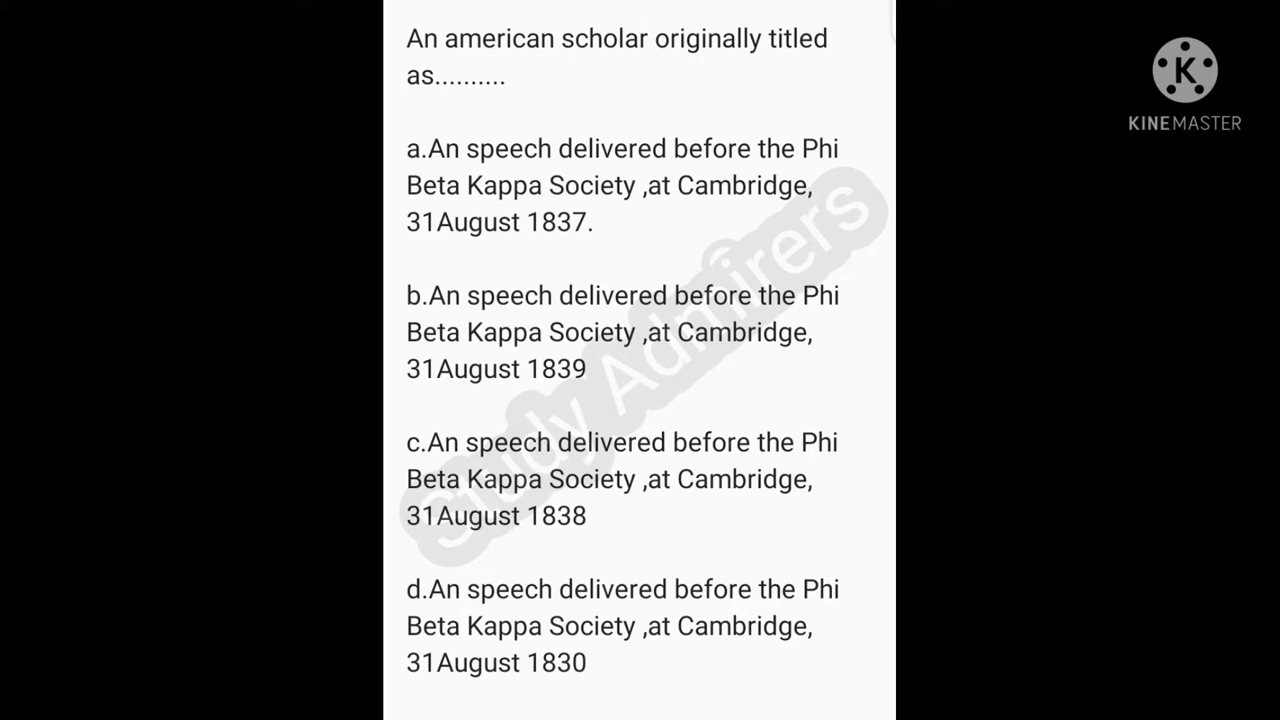 An american scholar originally titled
as..........
a.An speech delivered before the Phi
Beta Kappa Society ,at Cambridge,
31August 1837.
b.An speech delivered before the Phi
Beta Kappa Society ,at Cambridge,
31August 1839
c.An speech delivered before the Phi
Beta Kappa Society ,at Cambridge,
31August 1838
d.An speech delivered before the Phi
Beta Kappa Society ,at Cambridge,
31August 1830
Study Admirers
K
KINEMASTER